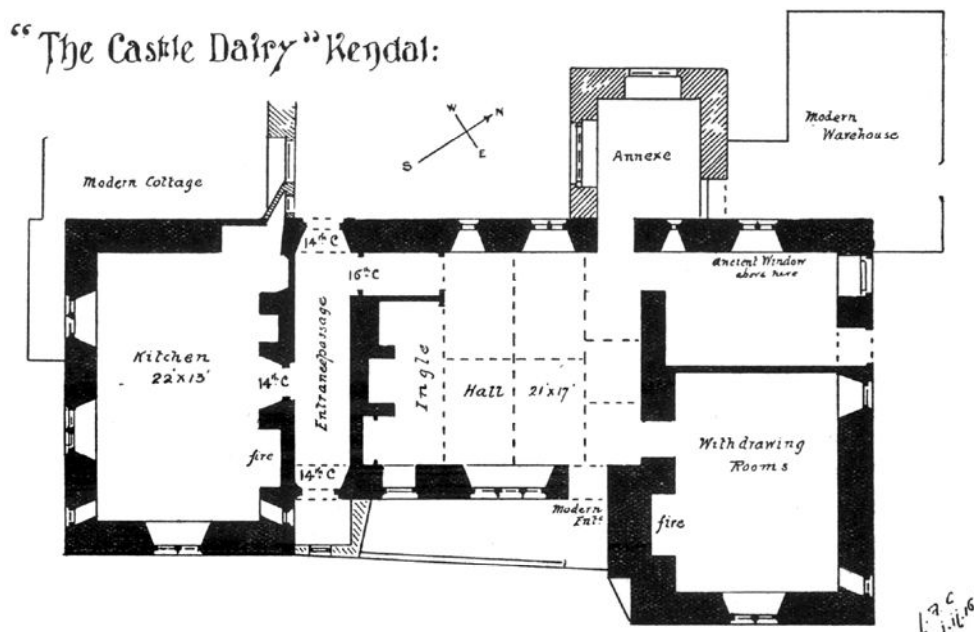 "The Castle Dairy" Kendal:
Modern
Warehouse
W
N
S
E
Annexe
Modern Cottage
14th C
16th C
Ancient Window
above here
Kitchen
22' x 13'
14th C
Entrance passage
Ingle
Hall 21' x 17'
Withdrawing
Rooms
fire
14th C
Modern
Entce
fire